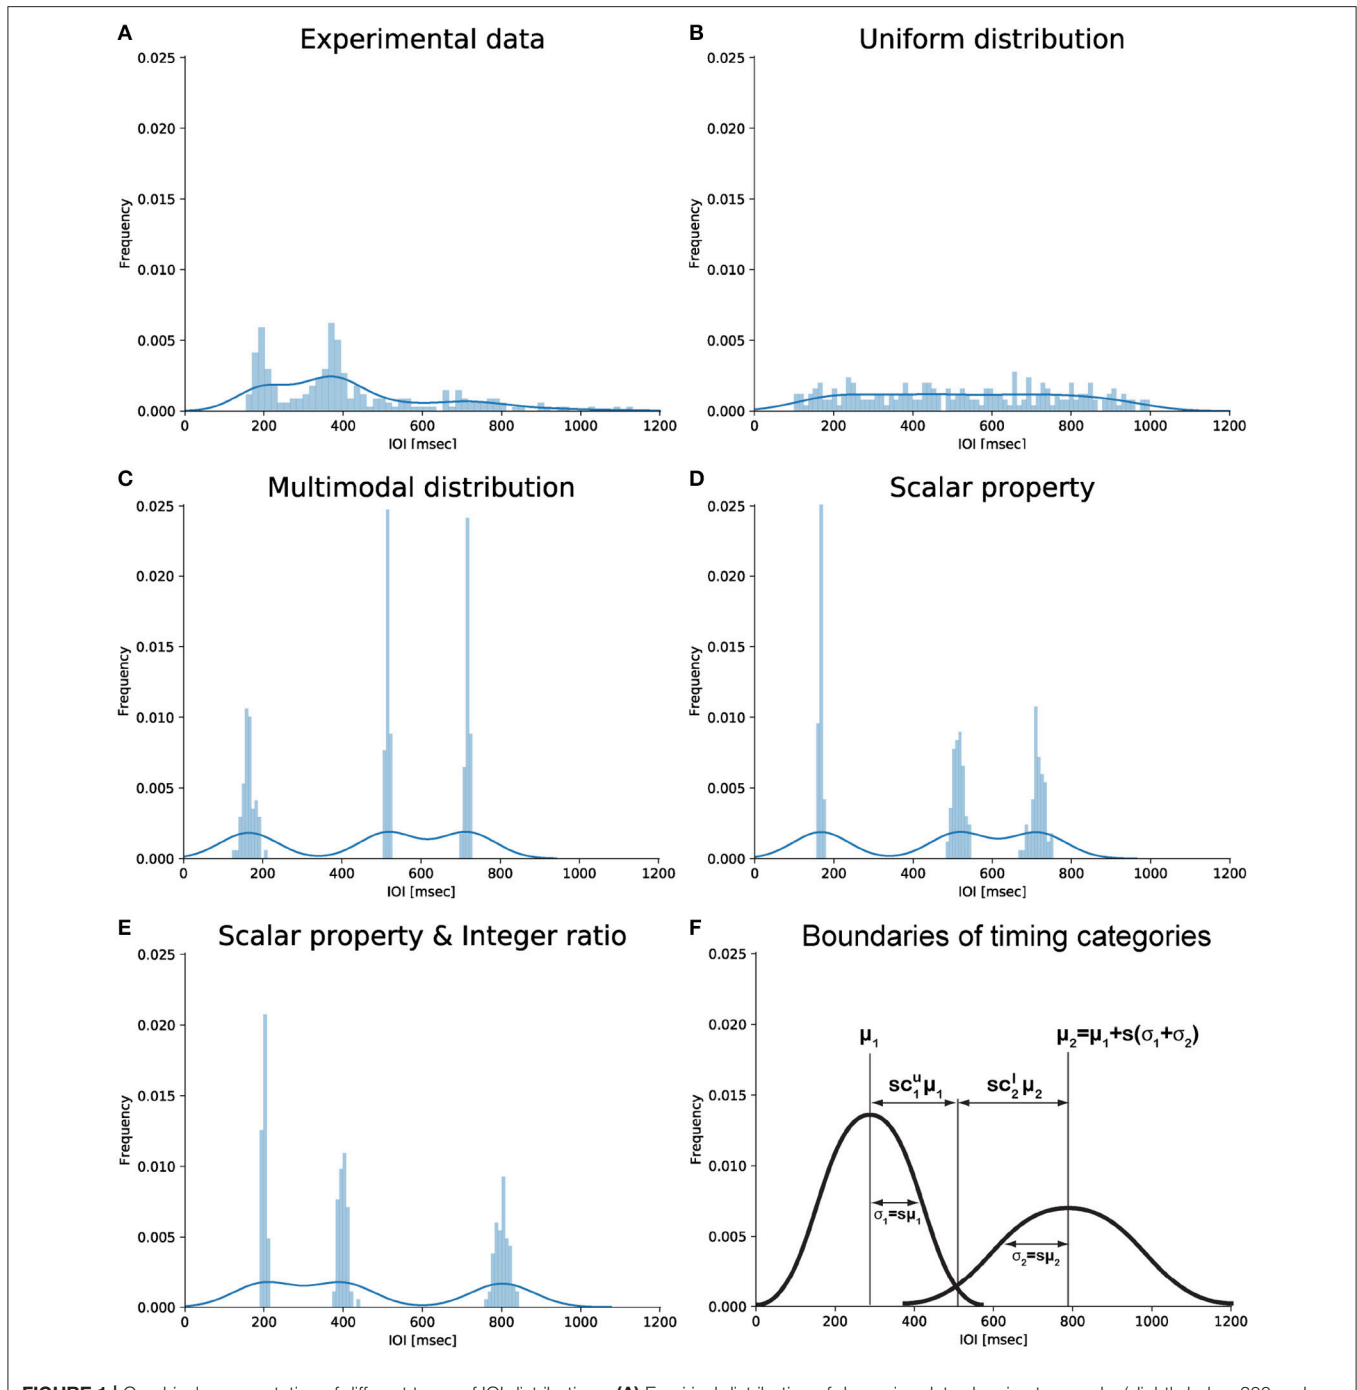 A
Experimental data
0.025
0.020
0.015
0.010
0.005
0.000
Frequency
0 200 400 600 800 1000 1200
IOI [msec]
B
Uniform distribution
0.025
0.020
0.015
0.010
0.005
0.000
Frequency
0 200 400 600 800 1000 1200
IOI [msec]
C
Multimodal distribution
0.025
0.020
0.015
0.010
0.005
0.000
Frequency
0 200 400 600 800 1000 1200
IOI [msec]
D
Scalar property
0.025
0.020
0.015
0.010
0.005
0.000
Frequency
0 200 400 600 800 1000 1200
IOI [msec]
E
Scalar property & Integer ratio
0.025
0.020
0.015
0.010
0.005
0.000
Frequency
0 200 400 600 800 1000 1200
IOI [msec]
F
Boundaries of timing categories
0.025
0.020
0.015
0.010
0.005
0.000
Frequency
μ₁
μ₂=μ₁+s(σ₁+σ₂)
sc₁ᵘμ₁
sc₂ˡμ₂
σ₁=sμ₁
σ₂=sμ₂
0 200 400 600 800 1000 1200
IOI [msec]